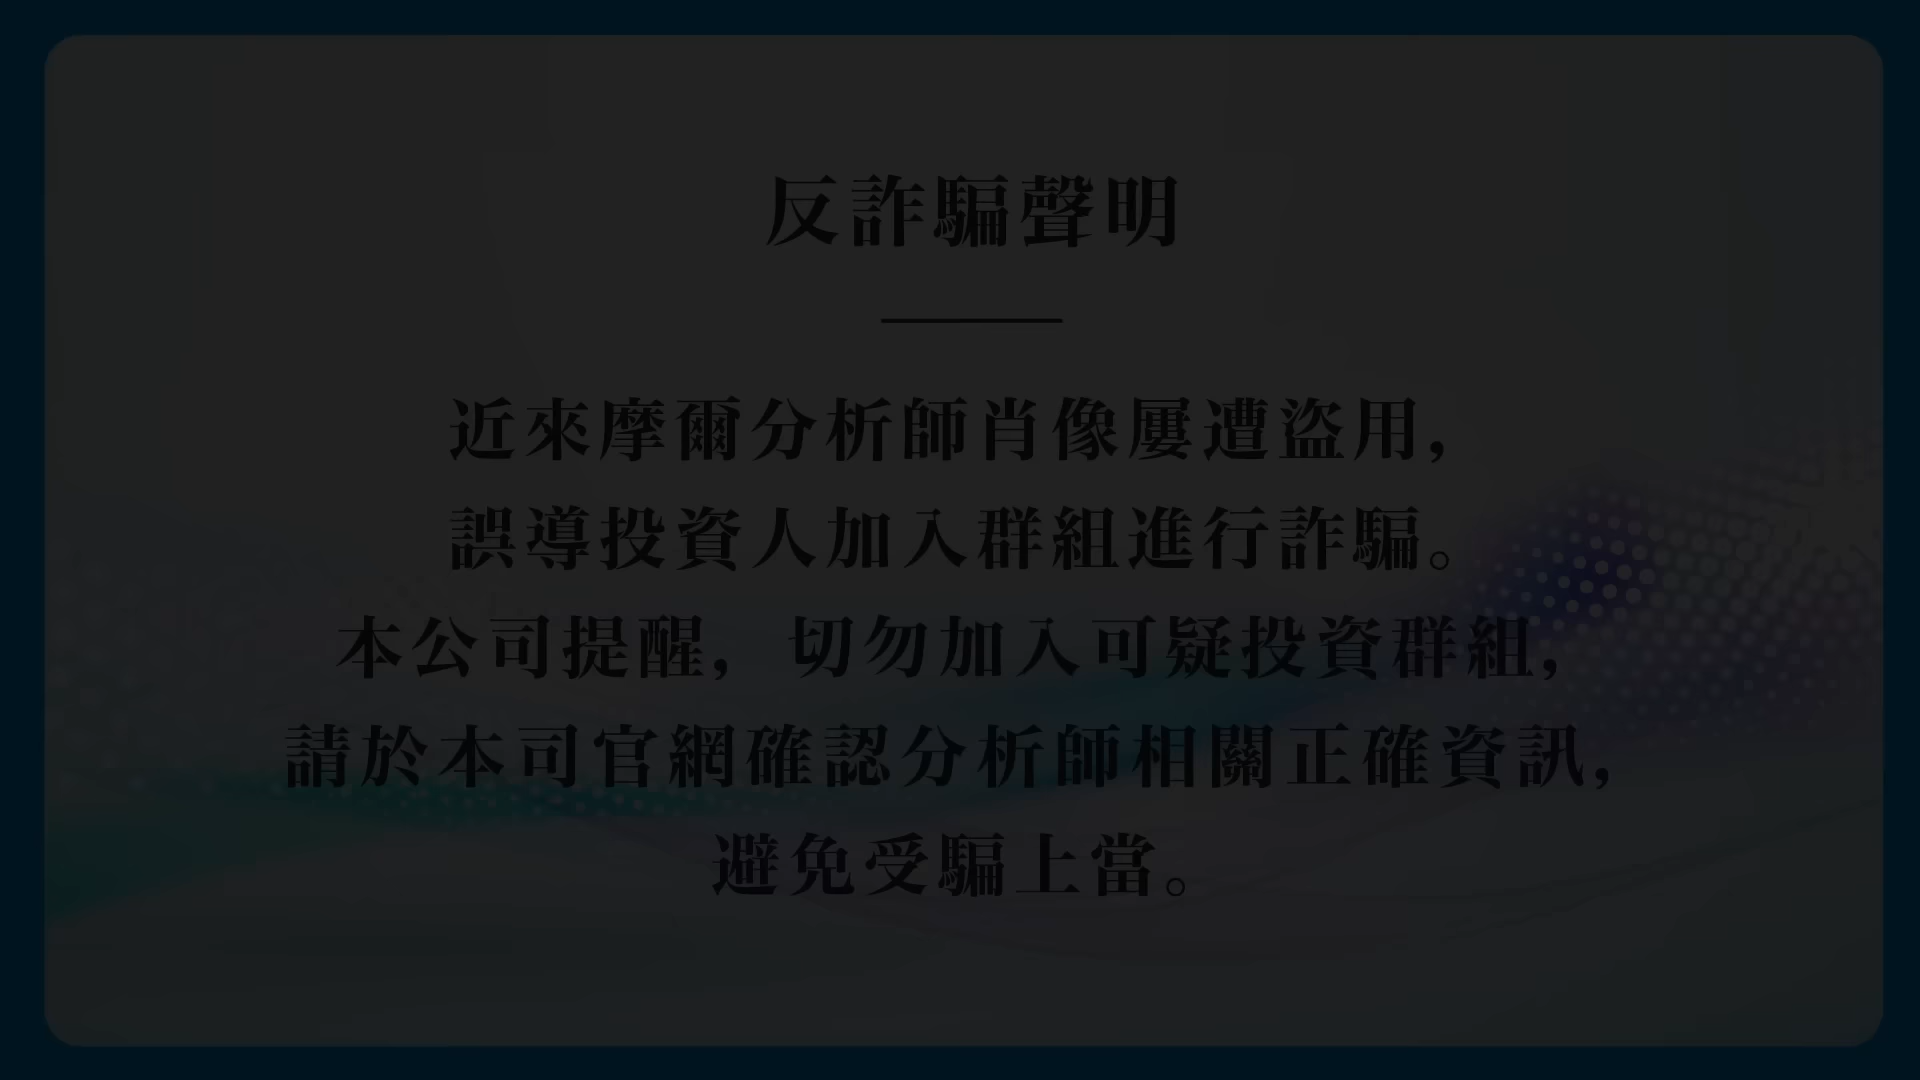 反詐騙聲明
近來摩爾分析師肖像屢遭盜用，
誤導投資人加入群組進行詐騙。
本公司提醒，切勿加入可疑投資群組，
請於本司官網確認分析師相關正確資訊，
避免受騙上當。